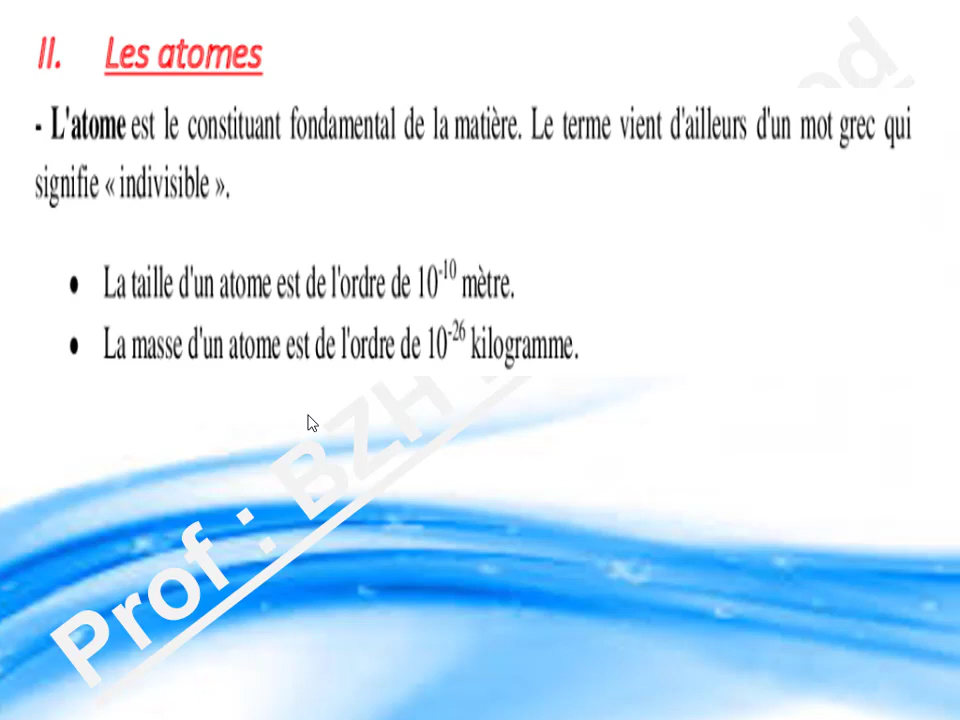 II. Les atomes
- L'atome est le constituant fondamental de la matière. Le terme vient d'ailleurs d'un mot grec qui
signifie « indivisible ».
• La taille d'un atome est de l'ordre de 10⁻¹⁰ mètre.
• La masse d'un atome est de l'ordre de 10⁻²⁶ kilogramme.
Prof : BZH